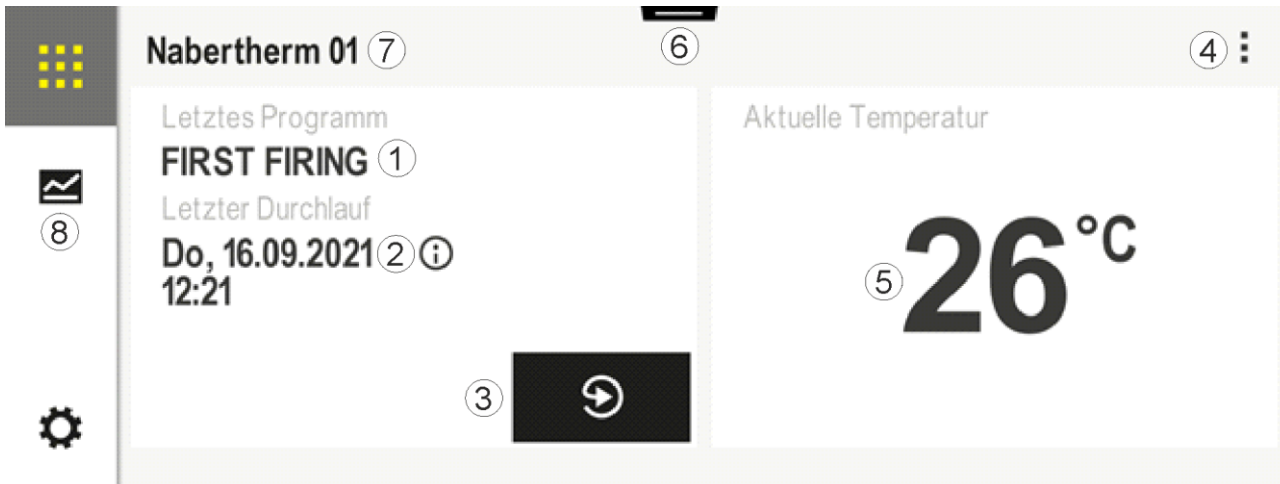 Nabertherm 01 7
6
4
Letztes Programm
FIRST FIRING 1
Letzter Durchlauf
Do, 16.09.2021 2
12:21
3
Aktuelle Temperatur
5 26 °C
8